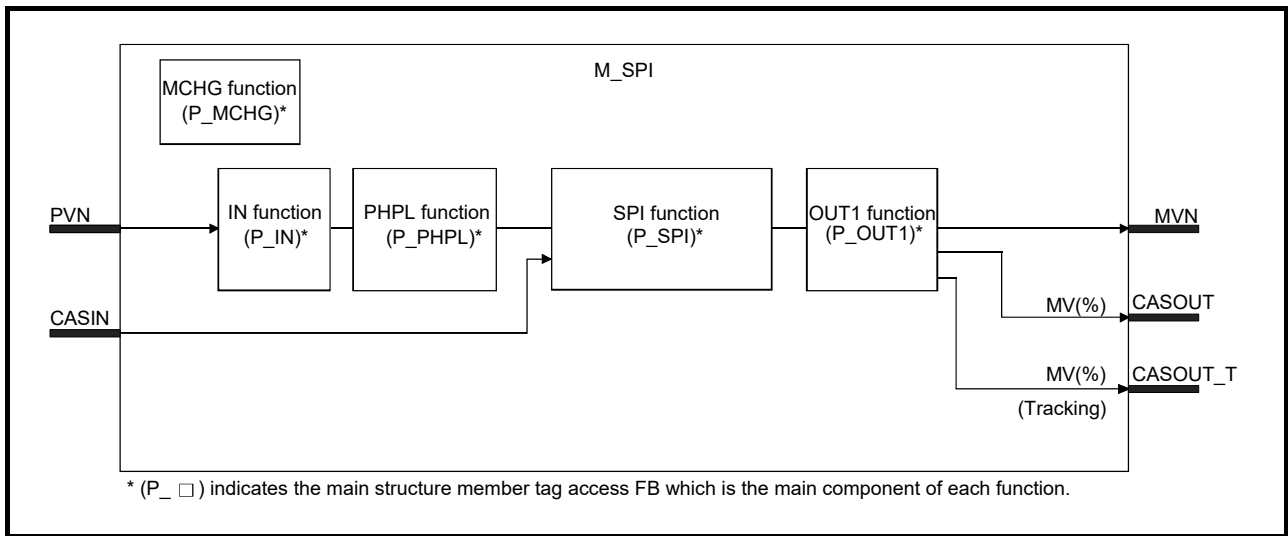 M_SPI
MCHG function
(P_MCHG)*
PVN
IN function
(P_IN)*
PHPL function
(P_PHPL)*
SPI function
(P_SPI)*
OUT1 function
(P_OUT1)*
MVN
CASIN
MV(%)
CASOUT
MV(%)
CASOUT_T
(Tracking)
* (P_ □ ) indicates the main structure member tag access FB which is the main component of each function.